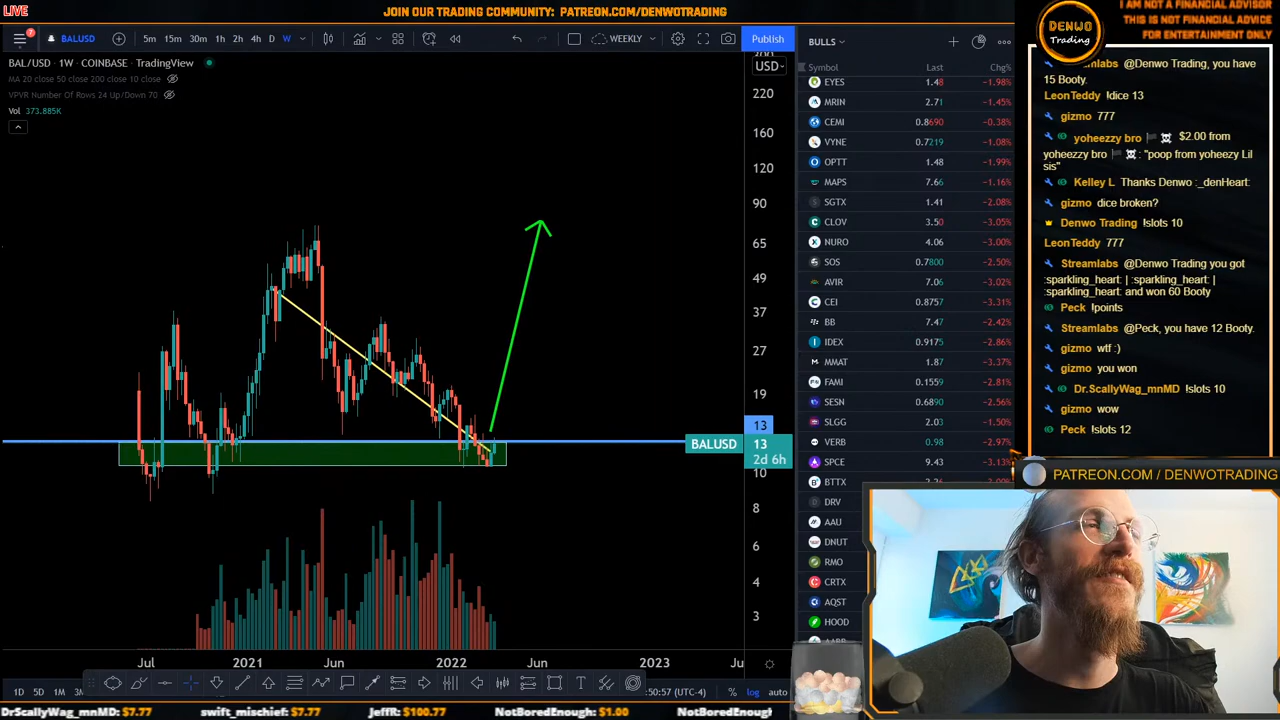 LIVE
JOIN OUR TRADING COMMUNITY: PATREON.COM/DENWOTRADING
7
BALUSD
5m 15m 30m 1h 2h 4h D W
WEEKLY
Publish
BAL/USD · 1W · COINBASE · TradingView
MA 20 close 50 close 200 close 10 close
VPVR Number Of Rows 24 Up/Down 70
Vol 373.885K
USD
220
160
120
90
65
49
37
27
19
13
BALUSD 13
2d 6h
10
8
6
4
3
Jul 2021 Jun 2022 Jun 2023
1D 5D 1M
:50:57 (UTC-4) % log auto
BULLS
Symbol Last Chg%
EYES 1.48 −1.98%
MRIN 2.71 −1.45%
CEMI 0.8690 −0.38%
VYNE 0.7219 −1.08%
OPTT 1.48 −1.99%
MAPS 7.66 −1.16%
SGTX 1.41 −2.08%
CLOV 3.50 −3.05%
NURO 4.06 −3.00%
SOS 0.7800 −2.50%
AVIR 7.06 −3.02%
CEI 0.8757 −3.31%
BB 7.47 −2.42%
IDEX 0.9175 −2.86%
MMAT 1.87 −3.37%
FAMI 0.1559 −2.81%
SESN 0.6890 −2.56%
SLGG 2.03 −1.50%
VERB 0.98 −2.97%
SPCE 9.43 −3.13%
BTTX
DRV
AAU
DNUT
RMO
CRTX
AQST
HOOD
DENWO
Trading
I AM NOT A FINANCIAL ADVISOR
THIS IS NOT FINANCIAL ADVICE
FOR ENTERTAINMENT ONLY
@Denwo Trading, you have
15 Booty.
LeonTeddy !dice 13
gizmo 777
yoheezzy bro $2.00 from
yoheezzy bro : "poop from yoheezy Lil
sis"
Kelley L Thanks Denwo :_denHeart:
gizmo dice broken?
Denwo Trading !slots 10
LeonTeddy 777
Streamlabs @Denwo Trading you got
:sparkling_heart: | :sparkling_heart: |
:sparkling_heart: and won 60 Booty
Peck !points
Streamlabs @Peck, you have 12 Booty.
gizmo wtf :)
gizmo you won
Dr.ScallyWag_mnMD !slots 10
gizmo wow
Peck !slots 12
PATREON.COM / DENWOTRADING
DrScallyWag_mnMD: $7.77 swift_mischief: $7.77 JeffR: $100.77 NotBoredEnough: $1.00 NotBoredEnough: